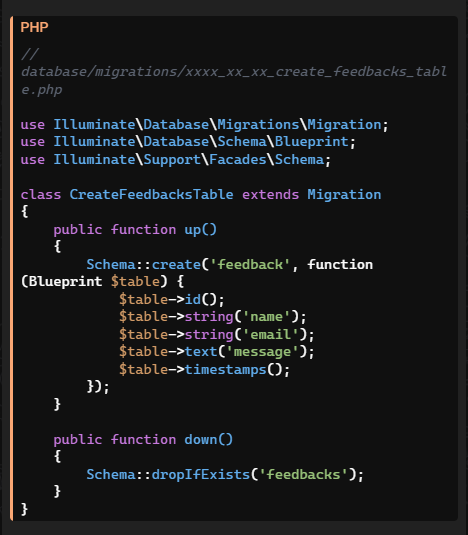 PHP
//
database/migrations/xxxx_xx_xx_create_feedbacks_tabl
e.php
use Illuminate\Database\Migrations\Migration;
use Illuminate\Database\Schema\Blueprint;
use Illuminate\Support\Facades\Schema;
class CreateFeedbacksTable extends Migration
{
    public function up()
    {
        Schema::create('feedback', function
(Blueprint $table) {
            $table->id();
            $table->string('name');
            $table->string('email');
            $table->text('message');
            $table->timestamps();
        });
    }
    public function down()
    {
        Schema::dropIfExists('feedbacks');
    }
}